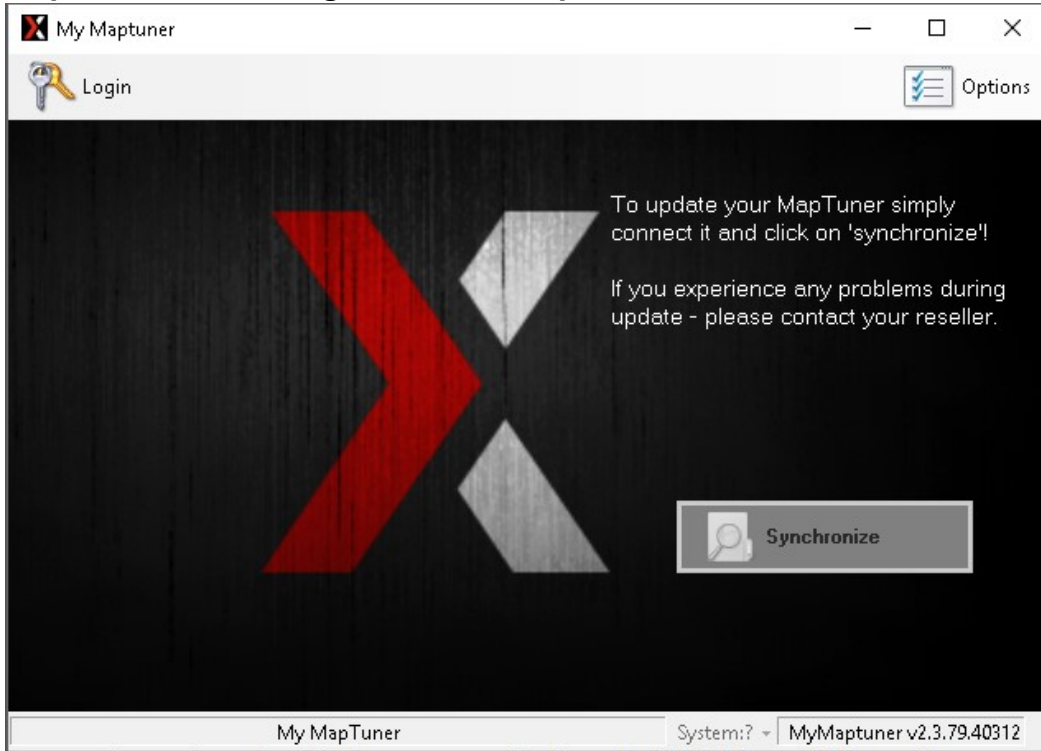 My Maptuner
Login
Options
To update your MapTuner simply
connect it and click on 'synchronize'!
If you experience any problems during
update - please contact your reseller.
Synchronize
My MapTuner
System:?
MyMaptuner v2.3.79.40312